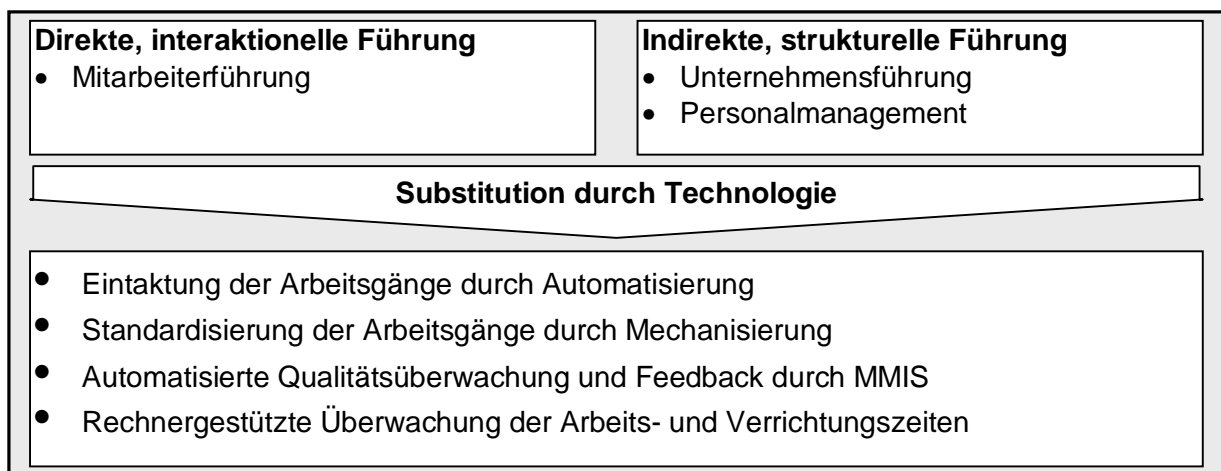 Direkte, interaktionelle Führung
• Mitarbeiterführung
Indirekte, strukturelle Führung
• Unternehmensführung
• Personalmanagement
Substitution durch Technologie
• Eintaktung der Arbeitsgänge durch Automatisierung
• Standardisierung der Arbeitsgänge durch Mechanisierung
• Automatisierte Qualitätsüberwachung und Feedback durch MMIS
• Rechnergestützte Überwachung der Arbeits- und Verrichtungszeiten